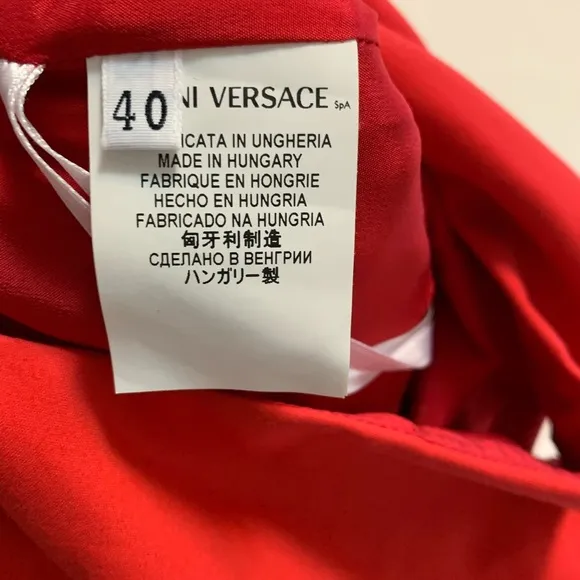 40
NI VERSACE SpA
ICATA IN UNGHERIA
MADE IN HUNGARY
FABRIQUE EN HONGRIE
HECHO EN HUNGRIA
FABRICADO NA HUNGRIA
匈牙利制造
СДЕЛАНО В ВЕНГРИИ
ハンガリー製